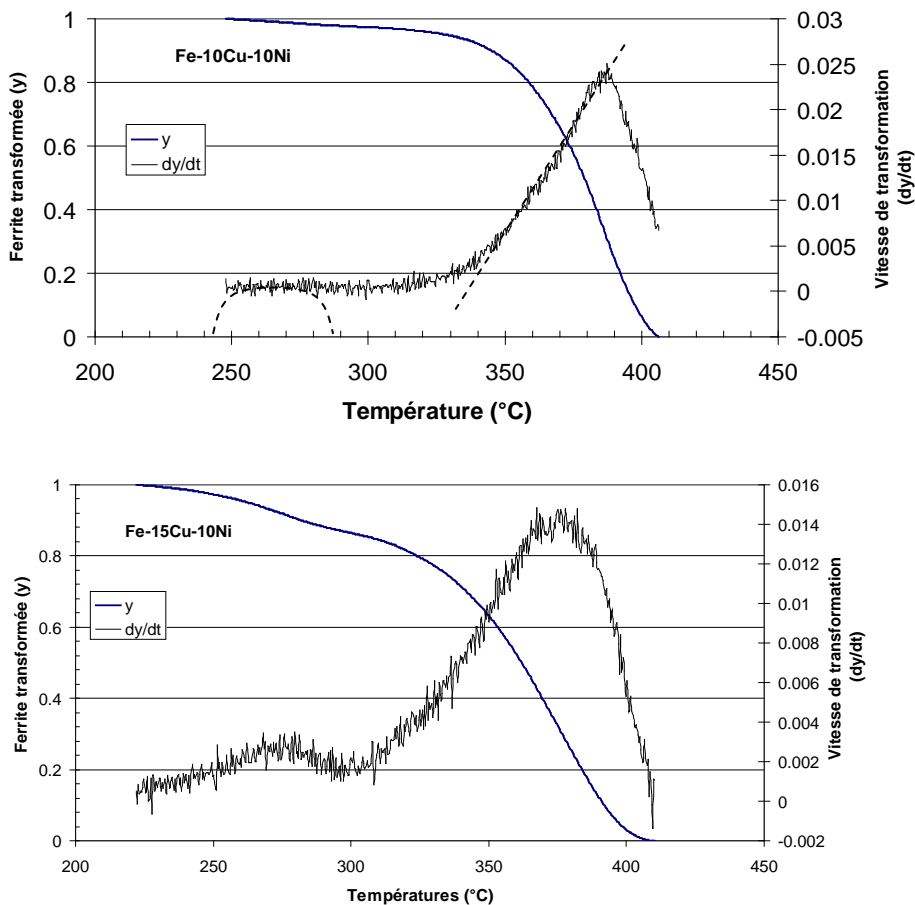 Fe-10Cu-10Ni
Ferrite transformée (y)
1
0.8
0.6
0.4
0.2
0
y
dy/dt
0.03
0.025
0.02
0.015
0.01
0.005
0
-0.005
Vitesse de transformation
(dy/dt)
200 250 300 350 400 450
Température (°C)
Fe-15Cu-10Ni
Ferrite transformée (y)
1
0.8
0.6
0.4
0.2
0
y
dy/dt
0.016
0.014
0.012
0.010
0.008
0.006
0.004
0.002
0
-0.002
Vitesse de transformation
(dy/dt)
200 250 300 350 400 450
Températures (°C)